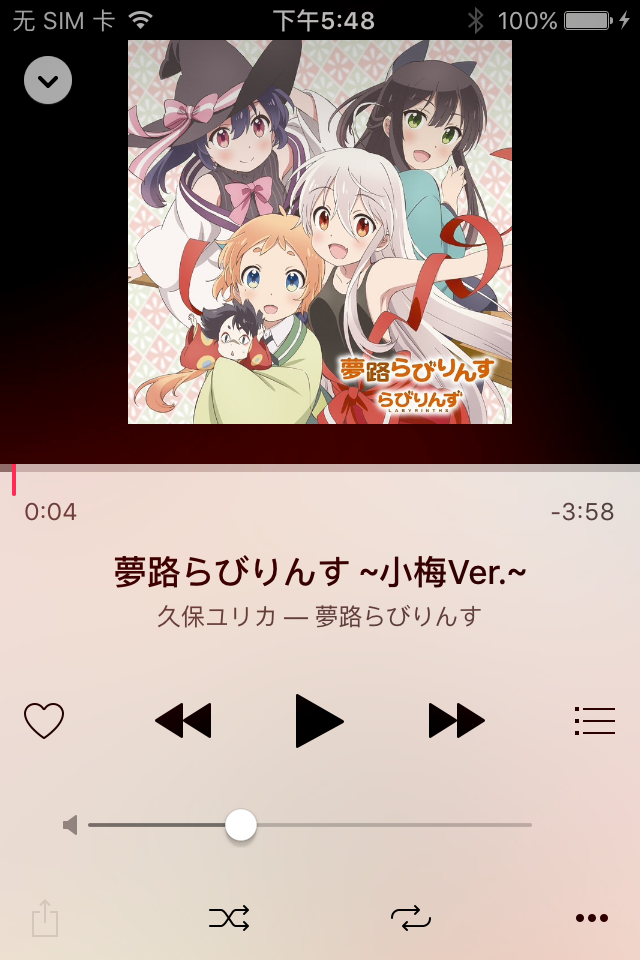 无 SIM 卡 下午5:48 100%
夢路らびりんす
らびりんず
LABYRINTHS
0:04 -3:58
夢路らびりんす ~小梅Ver.~
久保ユリカ — 夢路らびりんす